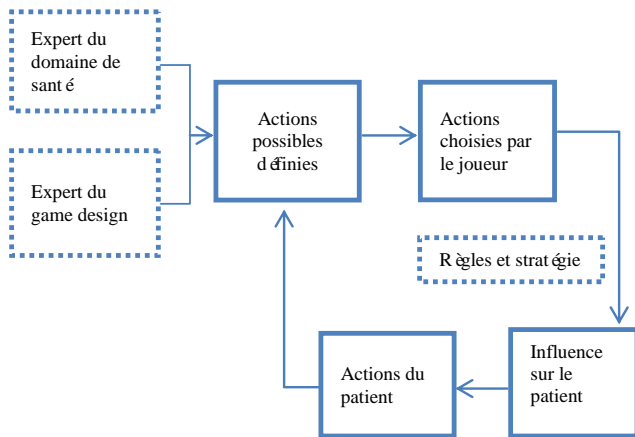 Expert du
domaine de
santé
Expert du
game design
Actions
possibles
définies
Actions
choisies par
le joueur
Règles et stratégie
Actions du
patient
Influence
sur le
patient